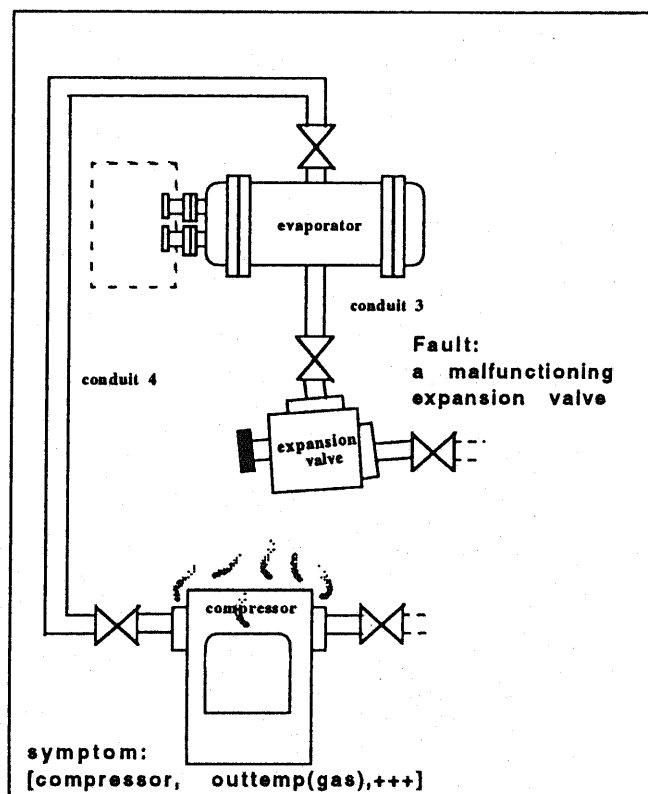 evaporator
conduit 3
Fault:
a malfunctioning
expansion valve
conduit 4
expansion
valve
compressor
symptom:
[compressor, outtemp(gas),+++]